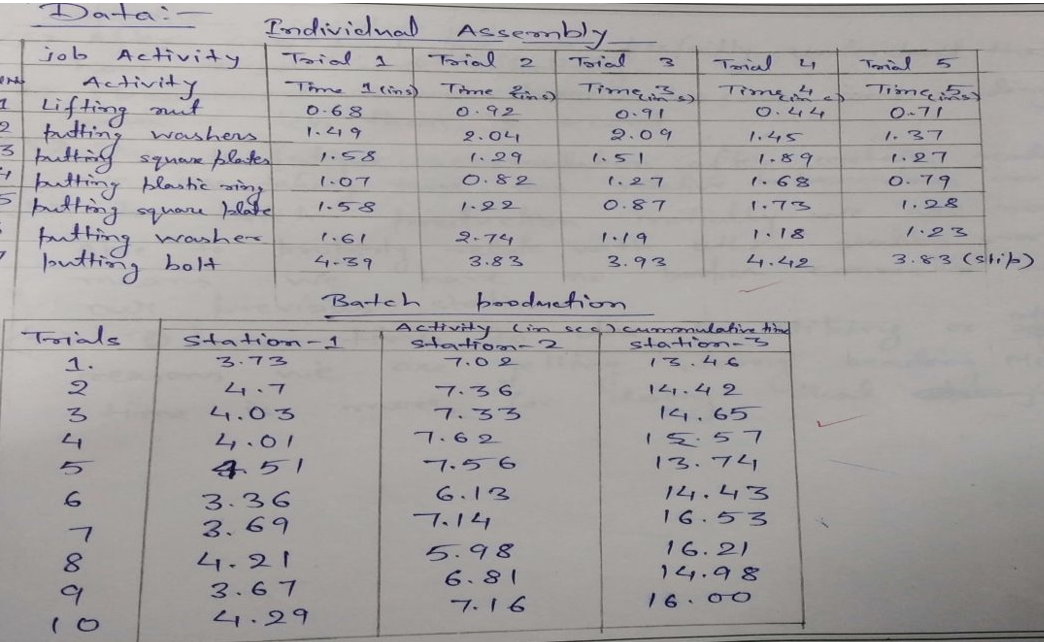 Data:-
Individual Assembly
job Activity Trial 1 Trial 2 Trial 3 Trial 4 Trial 5
Activity Time 1 (in s) Time 2 (in s) Time 3 (in s) Time 4 (in s) Time 5 (in s)
1 Lifting nut 0.68 0.92 0.91 0.44 0.71
2 putting washers 1.49 2.04 2.09 1.45 1.37
3 putting square plates 1.58 1.29 1.51 1.89 1.27
4 putting plastic ring 1.07 0.82 1.27 1.68 0.79
5 putting square plate 1.58 1.22 0.87 1.73 1.28
putting washer 1.61 2.74 1.19 1.18 1.23
7 putting bolt 4.39 3.83 3.93 4.42 3.83 (slip)
Batch production
Activity (in sec) cummulative time
Trials Station-1 Station-2 Station-3
1. 3.73 7.02 13.46
2 4.7 7.36 14.42
3 4.03 7.33 14.65
4 4.01 7.62 15.57
5 4.51 7.56 13.74
6 3.36 6.13 14.43
7 3.69 7.14 16.53
8 4.21 5.98 16.21
9 3.67 6.81 14.98
10 4.29 7.16 16.00